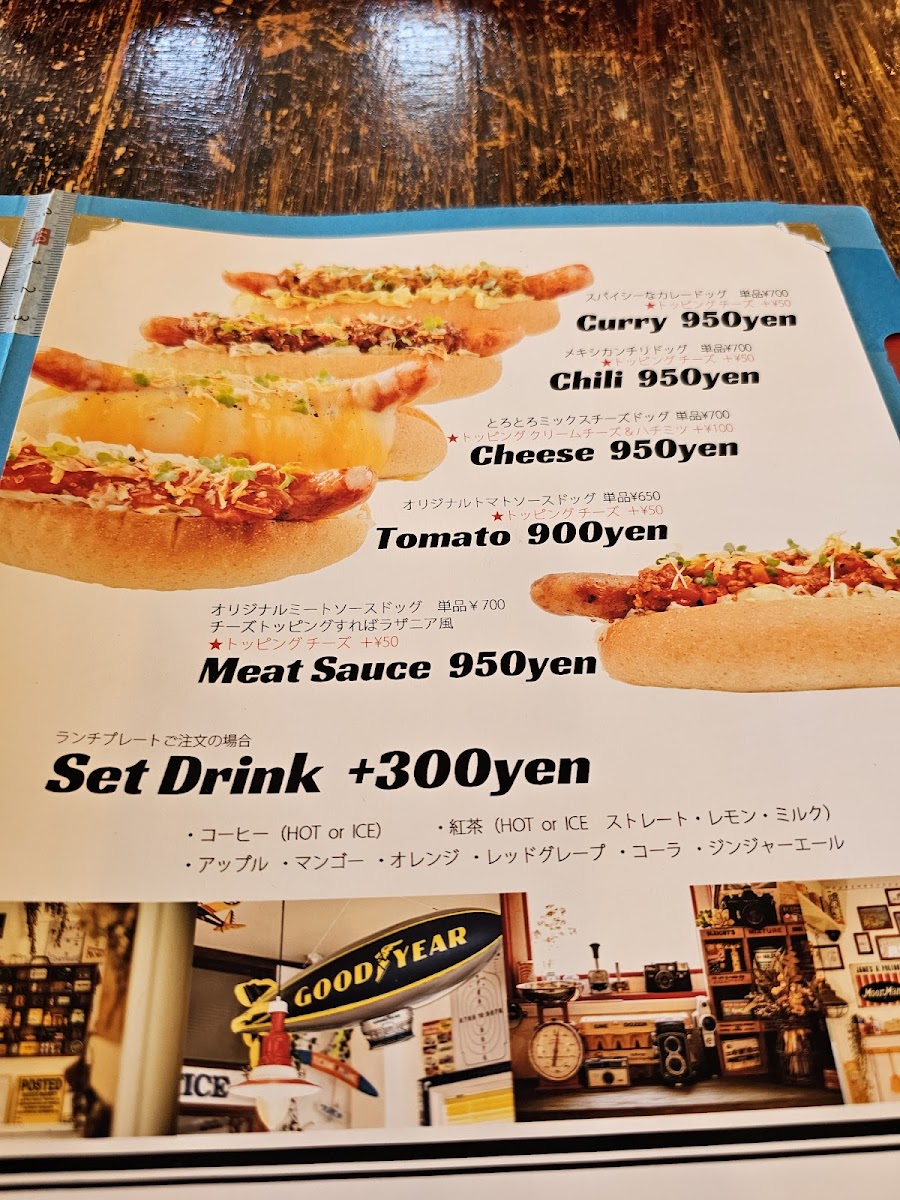 スパイシーなカレードッグ 単品¥700
★トッピングチーズ +¥50
Curry 950yen
メキシカンチリドッグ 単品¥700
★トッピングチーズ +¥50
Chili 950yen
とろとろミックスチーズドッグ 単品¥700
★トッピングクリームチーズ&ハチミツ +¥100
Cheese 950yen
オリジナルトマトソースドッグ 単品¥650
★トッピングチーズ +¥50
Tomato 900yen
オリジナルミートソースドッグ 単品¥700
チーズトッピングすればラザニア風
★トッピングチーズ +¥50
Meat Sauce 950yen
ランチプレートご注文の場合
Set Drink +300yen
・コーヒー(HOT or ICE) ・紅茶(HOT or ICE ストレート・レモン・ミルク)
・アップル ・マンゴー ・オレンジ ・レッドグレープ ・コーラ ・ジンジャーエール
GOOD YEAR
ICE
POSTED
1 2 3